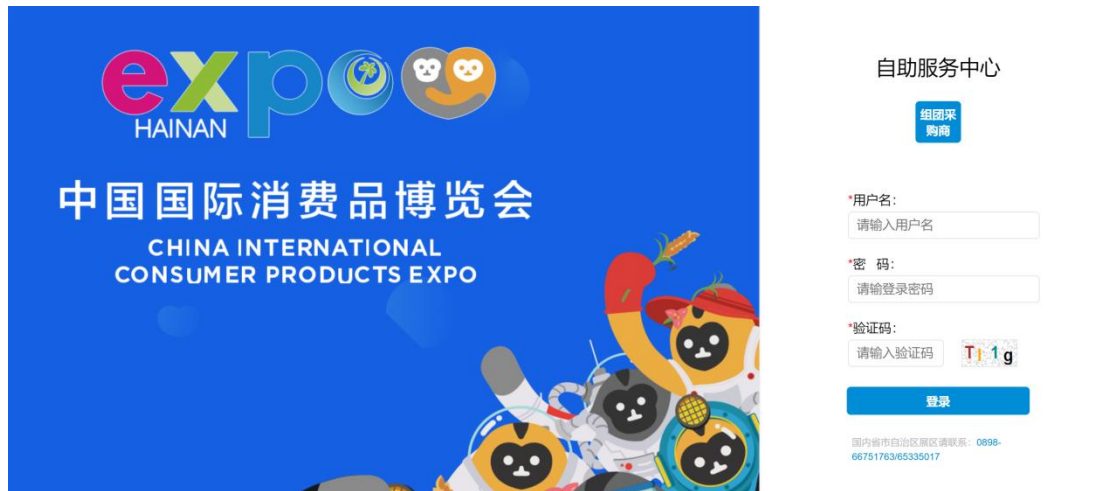 expo
HAINAN
中国国际消费品博览会
CHINA INTERNATIONAL
CONSUMER PRODUCTS EXPO
自助服务中心
组团采
购商
*用户名:
请输入用户名
*密 码:
请输登录密码
*验证码:
请输入验证码
登录
国内省市自治区展区请联系：0898-
66751763/65335017